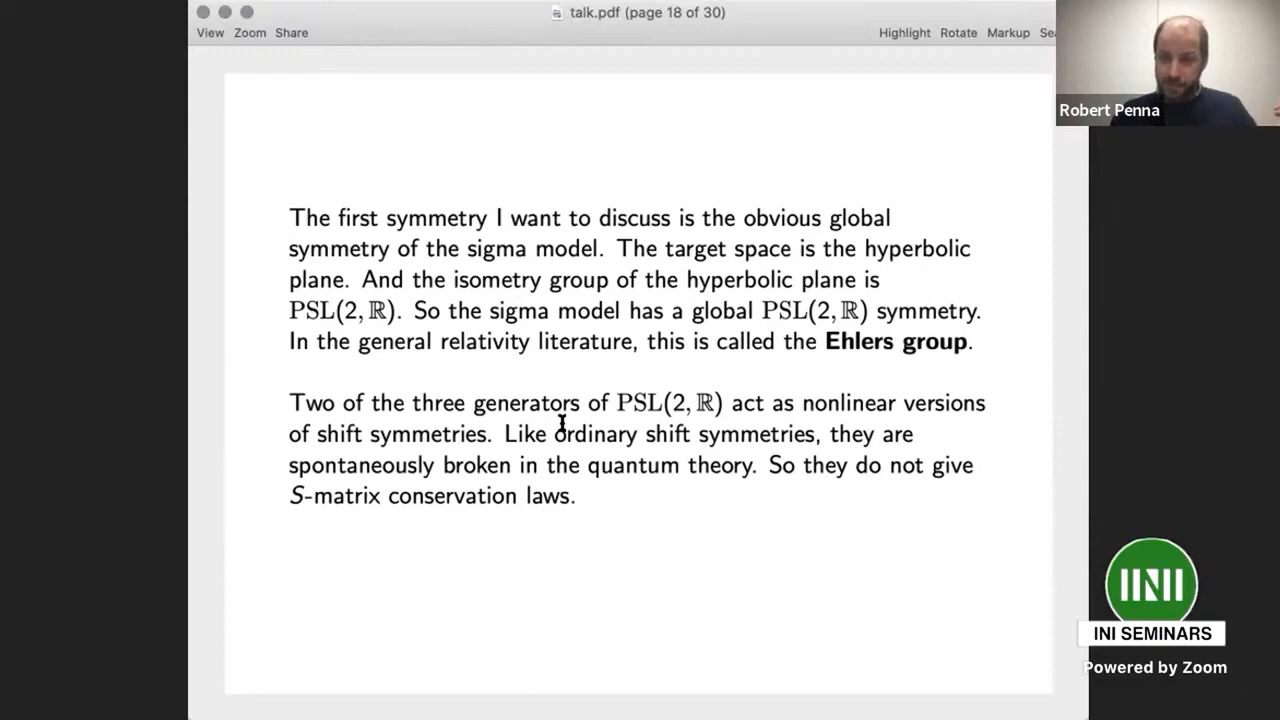 talk.pdf (page 18 of 30)
View Zoom Share
Highlight Rotate Markup
Robert Penna
The first symmetry I want to discuss is the obvious global
symmetry of the sigma model. The target space is the hyperbolic
plane. And the isometry group of the hyperbolic plane is
PSL(2, ℝ). So the sigma model has a global PSL(2, ℝ) symmetry.
In the general relativity literature, this is called the Ehlers group.
Two of the three generators of PSL(2, ℝ) act as nonlinear versions
of shift symmetries. Like ordinary shift symmetries, they are
spontaneously broken in the quantum theory. So they do not give
S-matrix conservation laws.
INI SEMINARS
Powered by Zoom